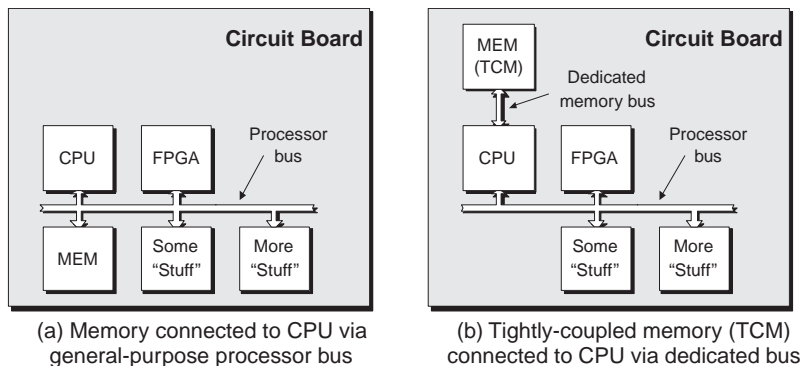 Circuit Board
CPU
FPGA
Processor
bus
MEM
Some
“Stuff”
More
“Stuff”
(a) Memory connected to CPU via
general-purpose processor bus
Circuit Board
MEM
(TCM)
Dedicated
memory bus
CPU
FPGA
Processor
bus
Some
“Stuff”
More
“Stuff”
(b) Tightly-coupled memory (TCM)
connected to CPU via dedicated bus